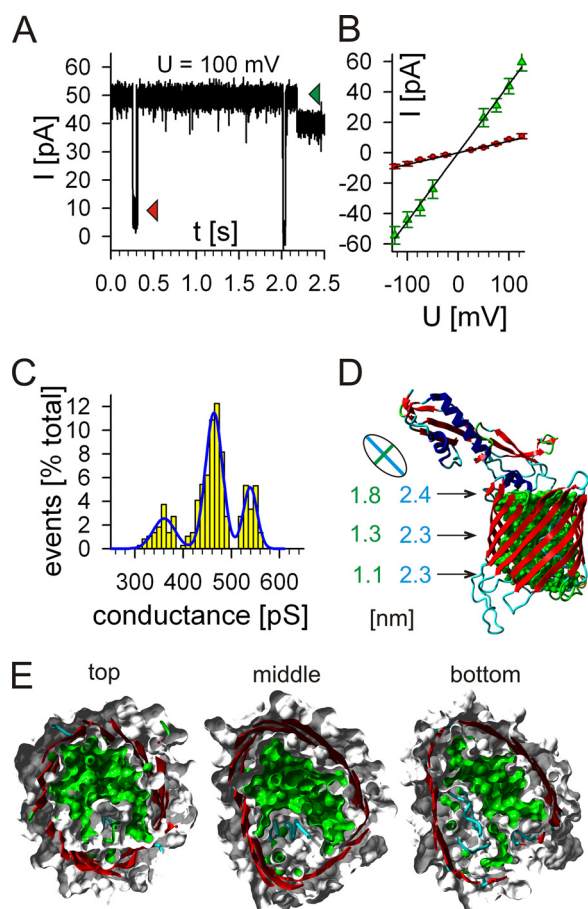 A
U = 100 mV
I [pA]
60
50
40
30
20
10
0
t [s]
0.0 0.5 1.0 1.5 2.0 2.5
B
I [pA]
60
40
20
0
-20
-40
-60
-100 0 100
U [mV]
C
events [% total]
12
10
8
6
4
2
0
300 400 500 600
conductance [pS]
D
1.8 2.4
1.3 2.3
1.1 2.3
[nm]
E
top middle bottom